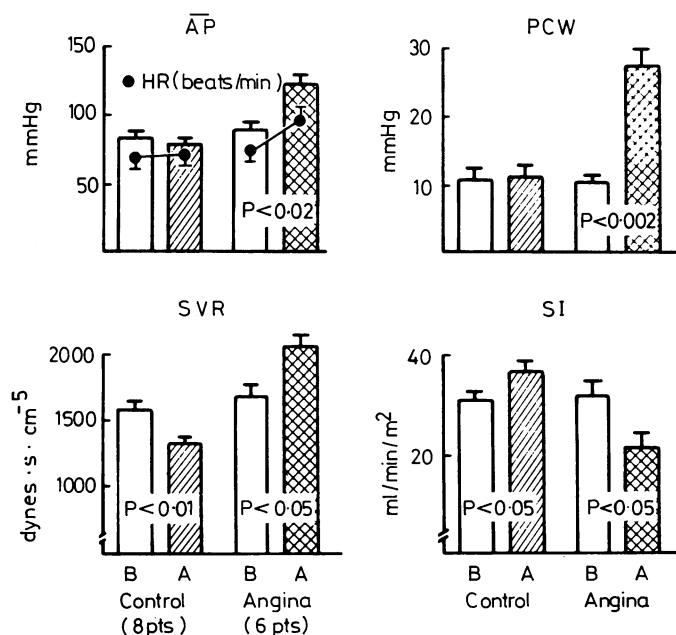 A̅P̅
150
100
50
mmHg
HR (beats/min)
P<0·02
PCW
30
20
10
mmHg
P<0·002
SVR
2000
1500
1000
dynes · s · cm⁻⁵
P<0·01
P<0·05
B A B A
Control Angina
(8pts) (6 pts)
SI
40
20
ml/min/m²
P<0·05
P<0·05
B A B A
Control Angina